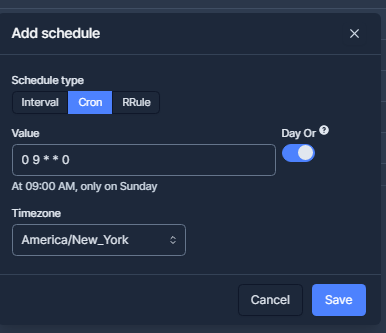 Add schedule
Schedule type
Interval Cron RRule
Value Day Or ?
0 9 * * 0
At 09:00 AM, only on Sunday
Timezone
America/New_York
Cancel Save